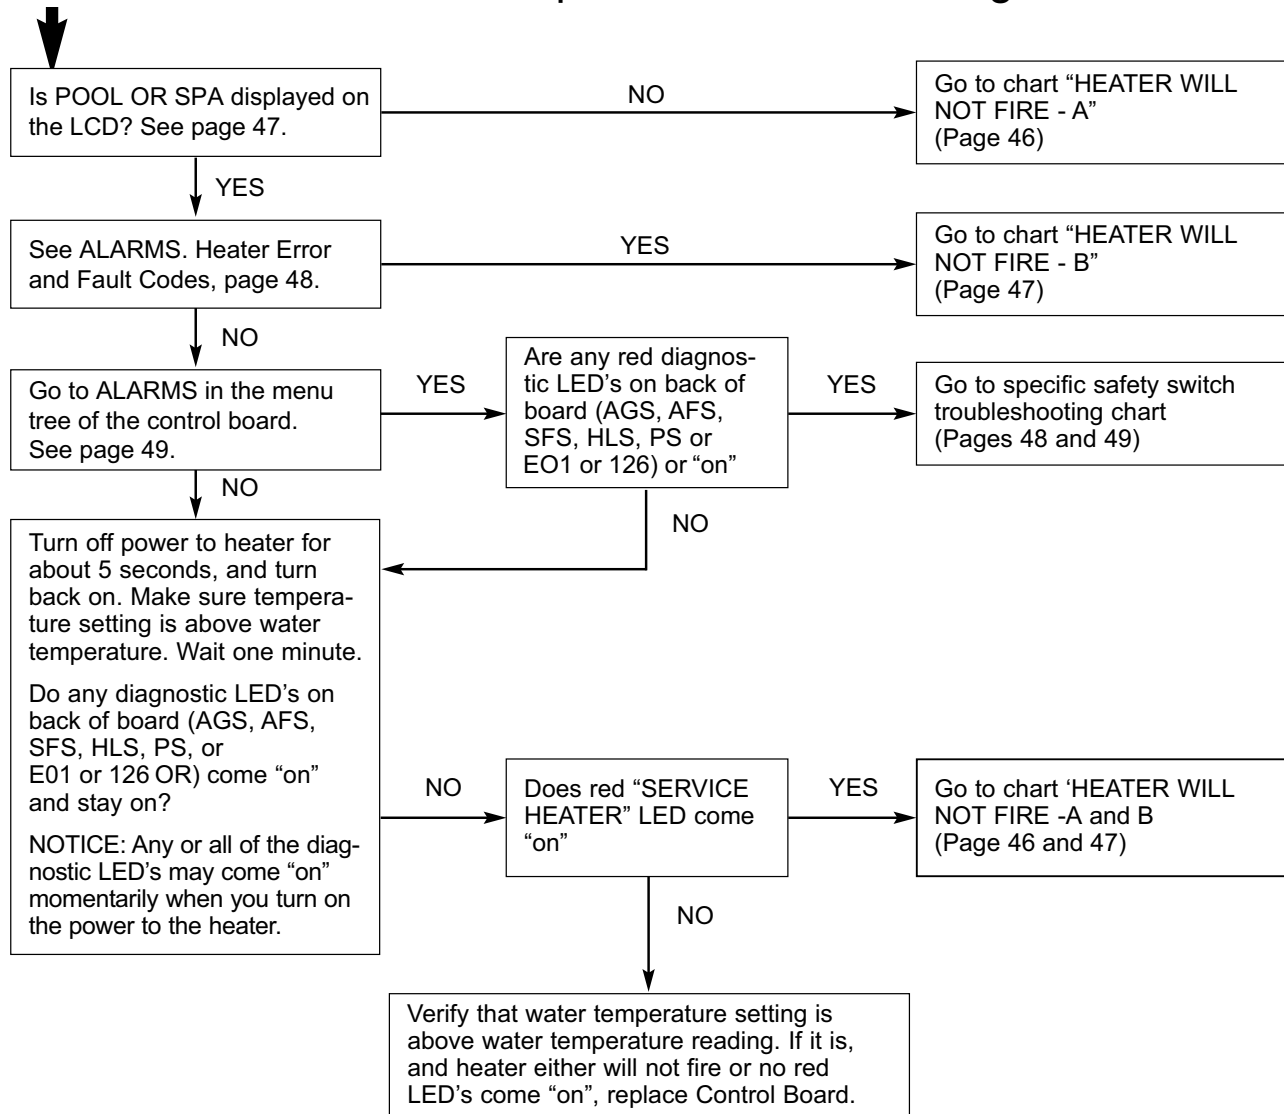 Is POOL OR SPA displayed on
the LCD? See page 47.
NO
Go to chart “HEATER WILL
NOT FIRE - A”
(Page 46)
YES
See ALARMS. Heater Error
and Fault Codes, page 48.
YES
Go to chart “HEATER WILL
NOT FIRE - B”
(Page 47)
NO
Go to ALARMS in the menu
tree of the control board.
See page 49.
YES
Are any red diagnos-
tic LED’s on back of
board (AGS, AFS,
SFS, HLS, PS or
EO1 or 126) or “on”
YES
Go to specific safety switch
troubleshooting chart
(Pages 48 and 49)
NO
NO
Turn off power to heater for
about 5 seconds, and turn
back on. Make sure tempera-
ture setting is above water
temperature. Wait one minute.
Do any diagnostic LED’s on
back of board (AGS, AFS,
SFS, HLS, PS, or
E01 or 126 OR) come “on”
and stay on?
NOTICE: Any or all of the diag-
nostic LED’s may come “on”
momentarily when you turn on
the power to the heater.
NO
Does red “SERVICE
HEATER” LED come
“on”
YES
Go to chart ‘HEATER WILL
NOT FIRE -A and B
(Page 46 and 47)
NO
Verify that water temperature setting is
above water temperature reading. If it is,
and heater either will not fire or no red
LED’s come “on”, replace Control Board.